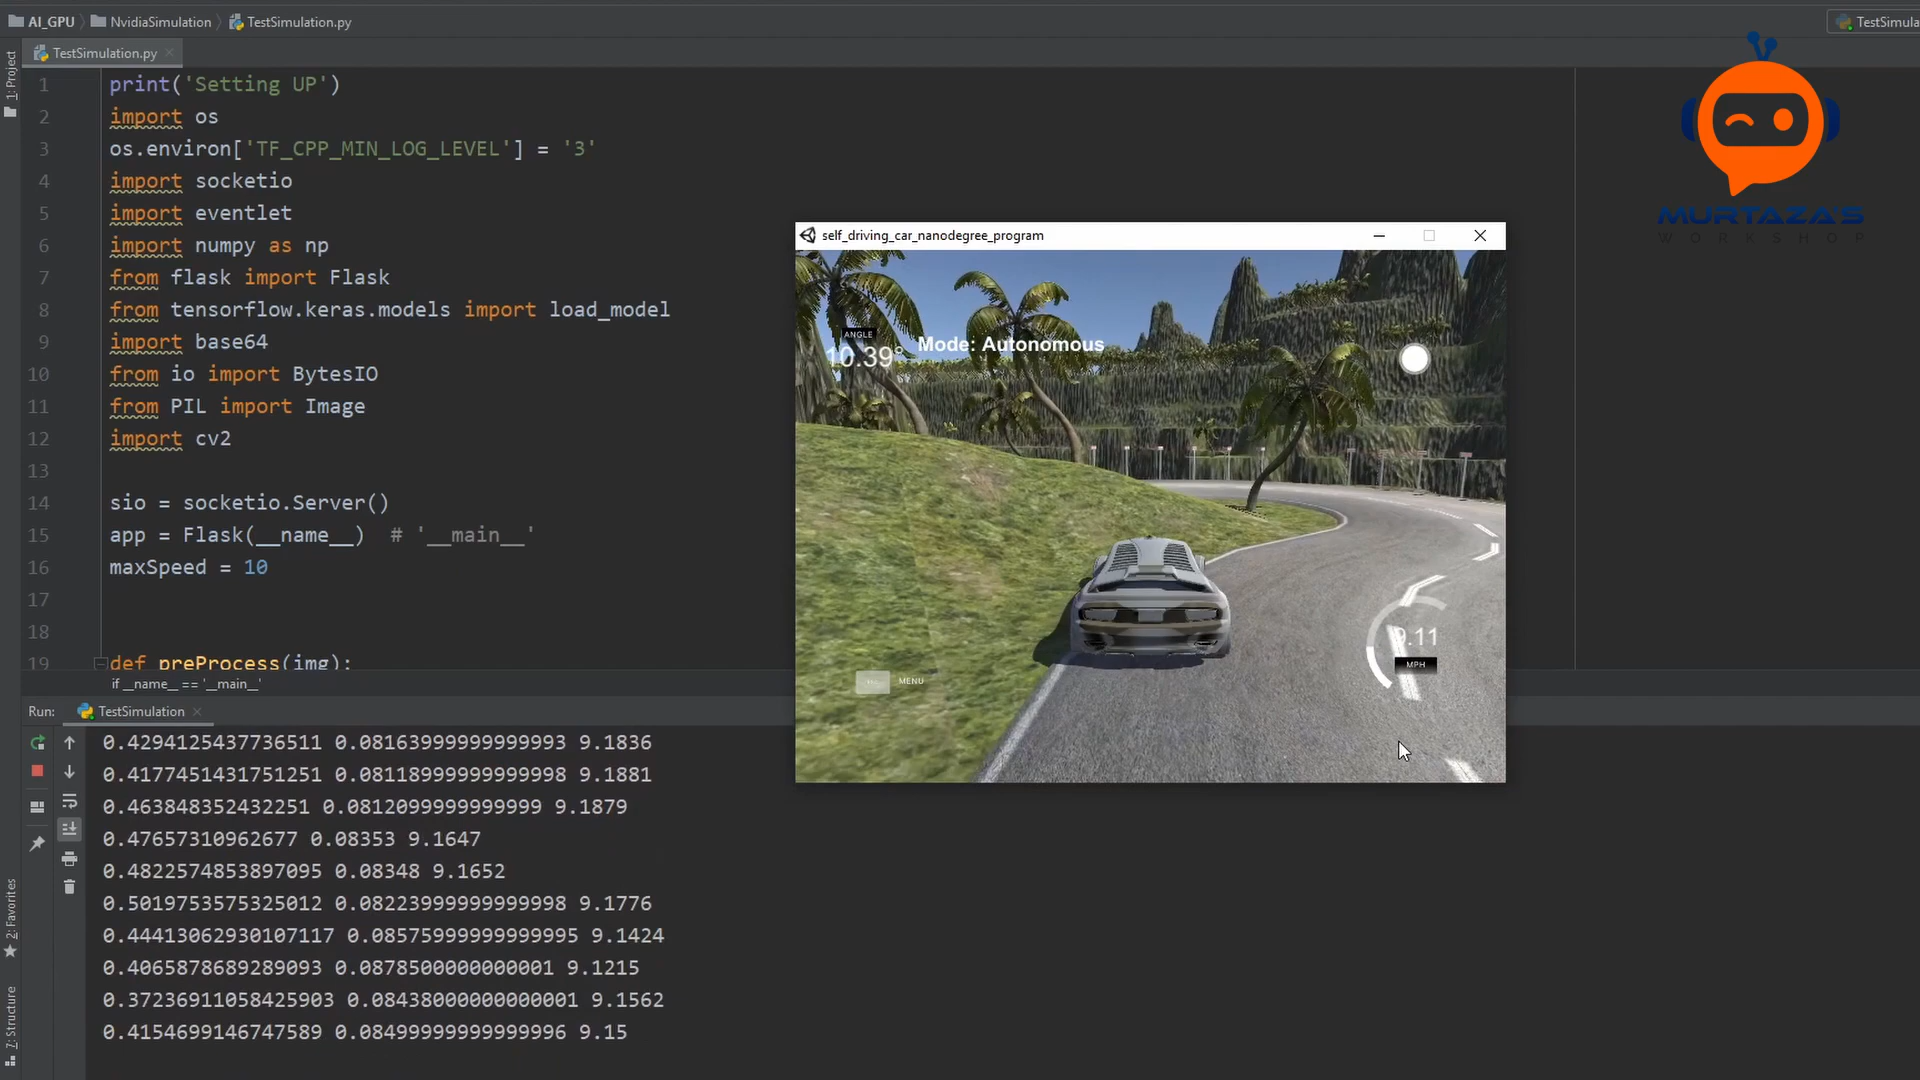 AI_GPU NvidiaSimulation TestSimulation.py
TestSimula
TestSimulation.py
1: Project
1 print('Setting UP')
2 import os
3 os.environ['TF_CPP_MIN_LOG_LEVEL'] = '3'
4 import socketio
5 import eventlet
6 import numpy as np
7 from flask import Flask
8 from tensorflow.keras.models import load_model
9 import base64
10 from io import BytesIO
11 from PIL import Image
12 import cv2
13
14 sio = socketio.Server()
15 app = Flask(__name__)  # '__main__'
16 maxSpeed = 10
17
18
19 def preProcess(img):
if __name__ == '__main__'
MURTAZA'S
WORKSHOP
self_driving_car_nanodegree_program
ANGLE
10.39°
Mode: Autonomous
9.11
MPH
MENU
Run: TestSimulation
0.4294125437736511 0.08163999999999993 9.1836
0.4177451431751251 0.08118999999999998 9.1881
0.463848352432251 0.0812099999999999 9.1879
0.47657310962677 0.08353 9.1647
0.4822574853897095 0.08348 9.1652
0.5019753575325012 0.08223999999999998 9.1776
0.44413062930107117 0.08575999999999995 9.1424
0.4065878689289093 0.0878500000000001 9.1215
0.37236911058425903 0.08438000000000001 9.1562
0.4154699146747589 0.08499999999999996 9.15
2: Favorites
7: Structure